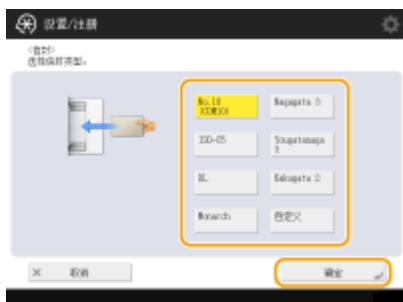 设置/注册
<信封>
选择信封类型。
No.10
(COM10)
Nagagata 3
ISO-C5
Yougatanaga
3
DL
Kakugata 2
Monarch
自定义
× 取消
确定